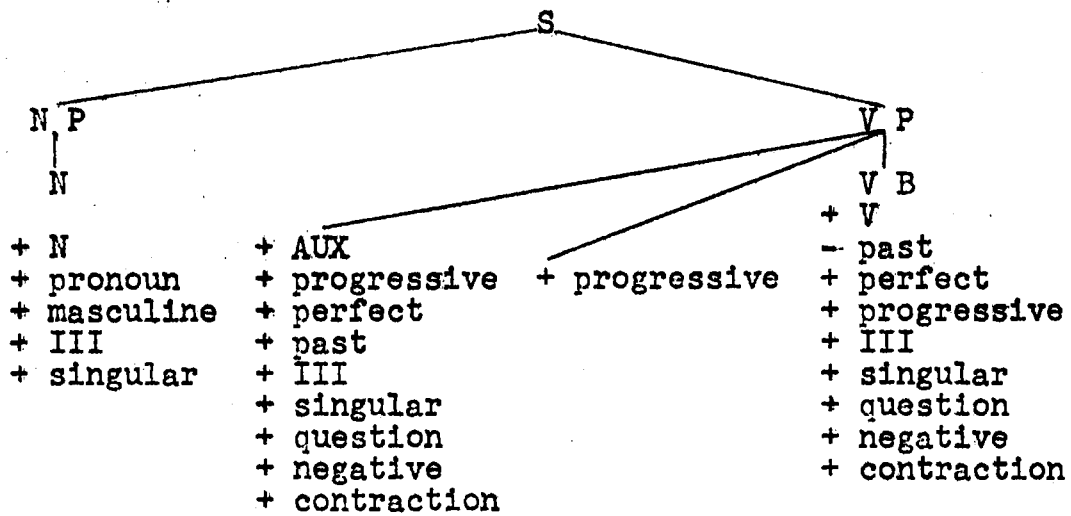 S
N P V P
N V B
+ V
+ N + AUX - past
+ pronoun + progressive + progressive + perfect
+ masculine + perfect + progressive
+ III + past + III
+ singular + III + singular
+ singular + question
+ question + negative
+ negative + contraction
+ contraction